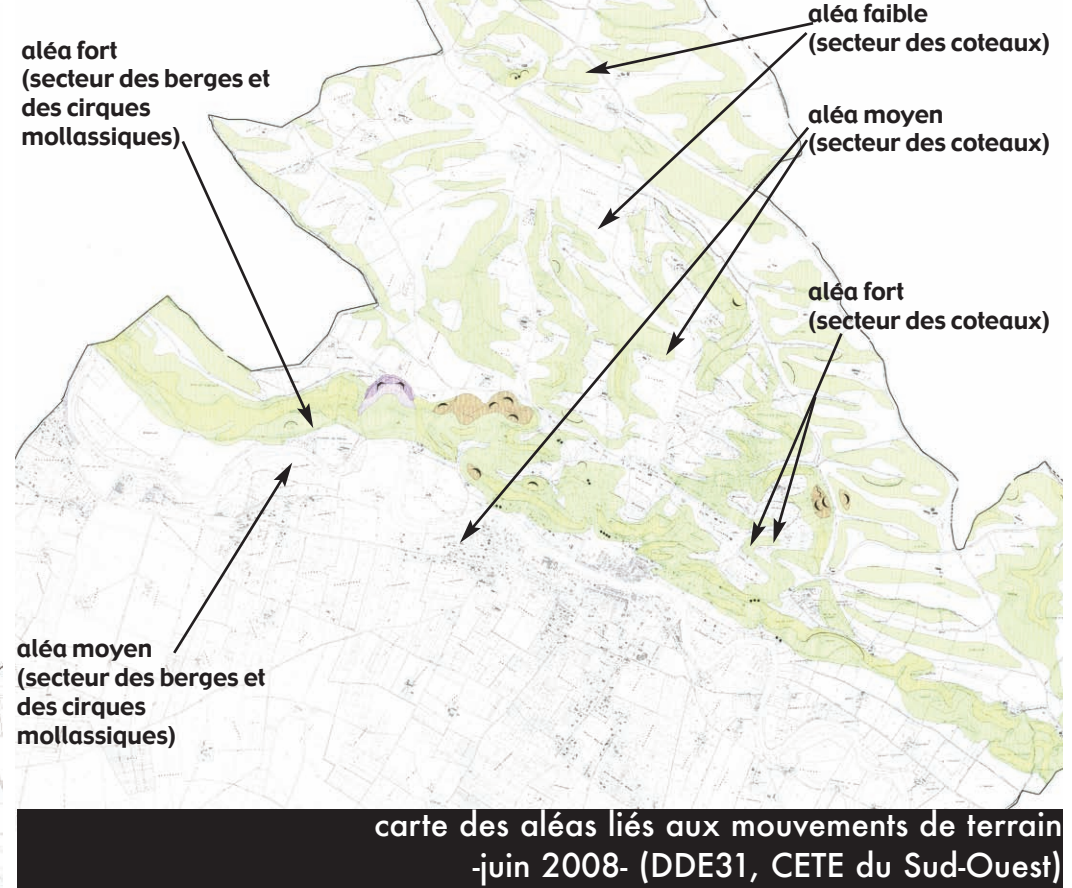 aléa fort
(secteur des berges et
des cirques
mollassiques)
aléa faible
(secteur des coteaux)
aléa moyen
(secteur des coteaux)
aléa fort
(secteur des coteaux)
aléa moyen
(secteur des berges et
des cirques
mollassiques)
carte des aléas liés aux mouvements de terrain
-juin 2008- (DDE31, CETE du Sud-Ouest)